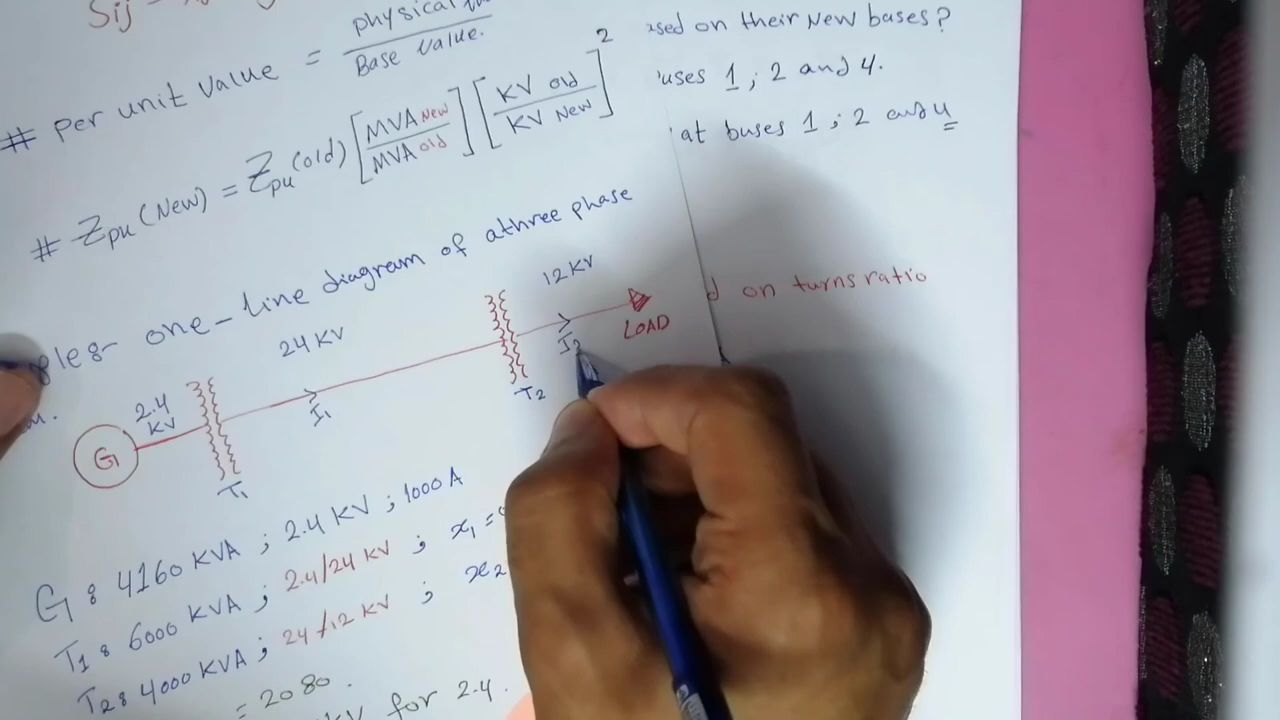 Sij
# per unit value = physical / Base value.
# Zpu (New) = Zpu (old) [MVA New / MVA old] [KV old / KV New]²
one-line diagram of a three phase
12 KV
24 KV
2.4 KV
G
T1
I1
T2
I2
LOAD
G : 4160 KVA ; 2.4 KV ; 1000 A
T1 : 6000 KVA ; 2.4/24 KV ; x1 =
T2 : 4000 KVA ; 24/12 KV ; x2
= 2080 .
for 2.4 .
on their New bases?
1 ; 2 and 4.
at buses 1 ; 2 and 4
on turns ratio